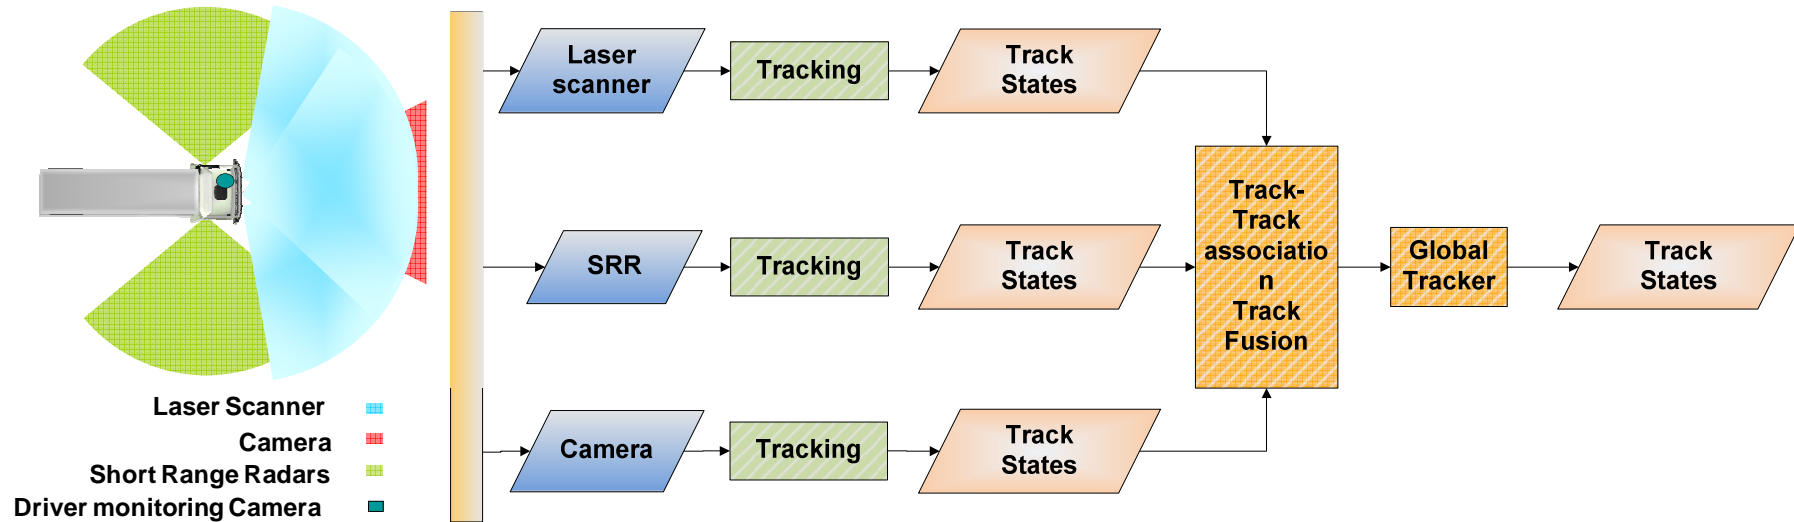 Laser Scanner
Camera
Short Range Radars
Driver monitoring Camera
Laser
scanner
Tracking
Track
States
SRR
Tracking
Track
States
Camera
Tracking
Track
States
Track-
Track
associatio
n
Track
Fusion
Global
Tracker
Track
States